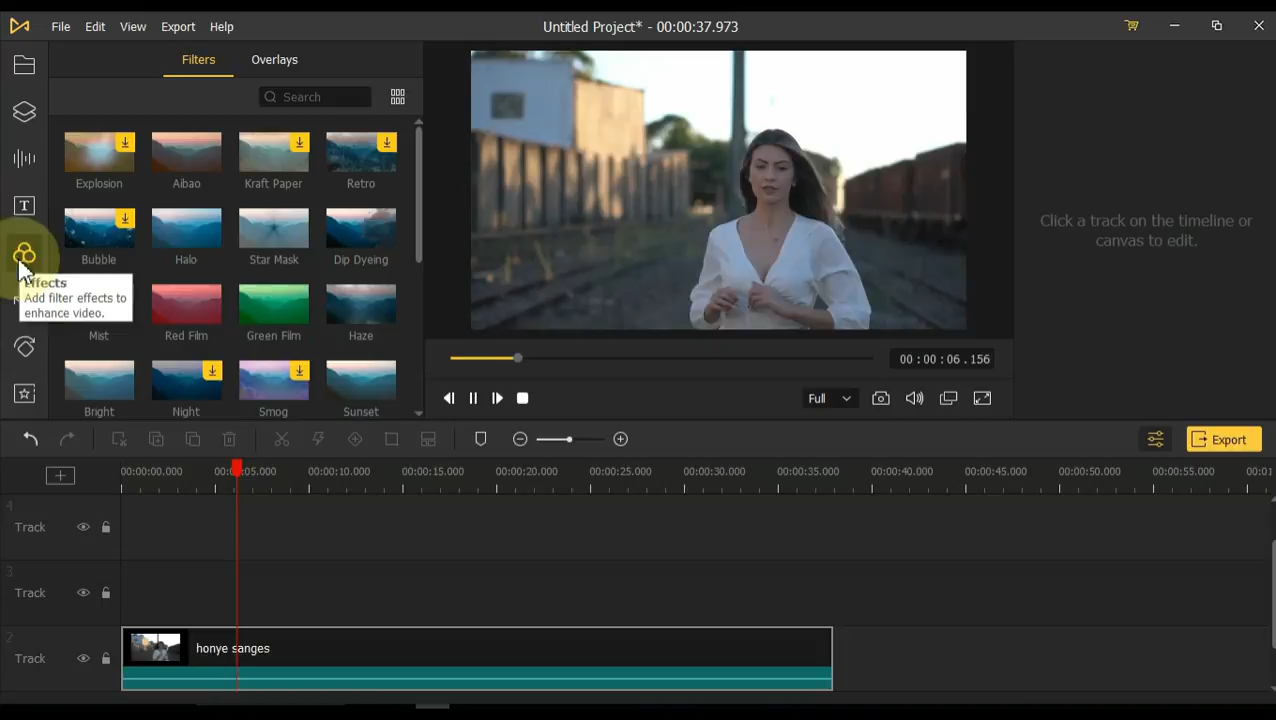 File Edit View Export Help
Untitled Project* - 00:00:37.973
Filters Overlays
Search
Explosion Aibao Kraft Paper Retro
Bubble Halo Star Mask Dip Dyeing
Effects
Add filter effects to
enhance video.
Mist Red Film Green Film Haze
Bright Night Smog Sunset
Click a track on the timeline or
canvas to edit.
00 : 00 : 06 . 156
Full
Export
00:00:00.000 00:00:05.000 00:00:10.000 00:00:15.000 00:00:20.000 00:00:25.000 00:00:30.000 00:00:35.000 00:00:40.000 00:00:45.000 00:00:50.000 00:00:55.000 00:01
4
Track
3
Track
2
Track
honye sanges